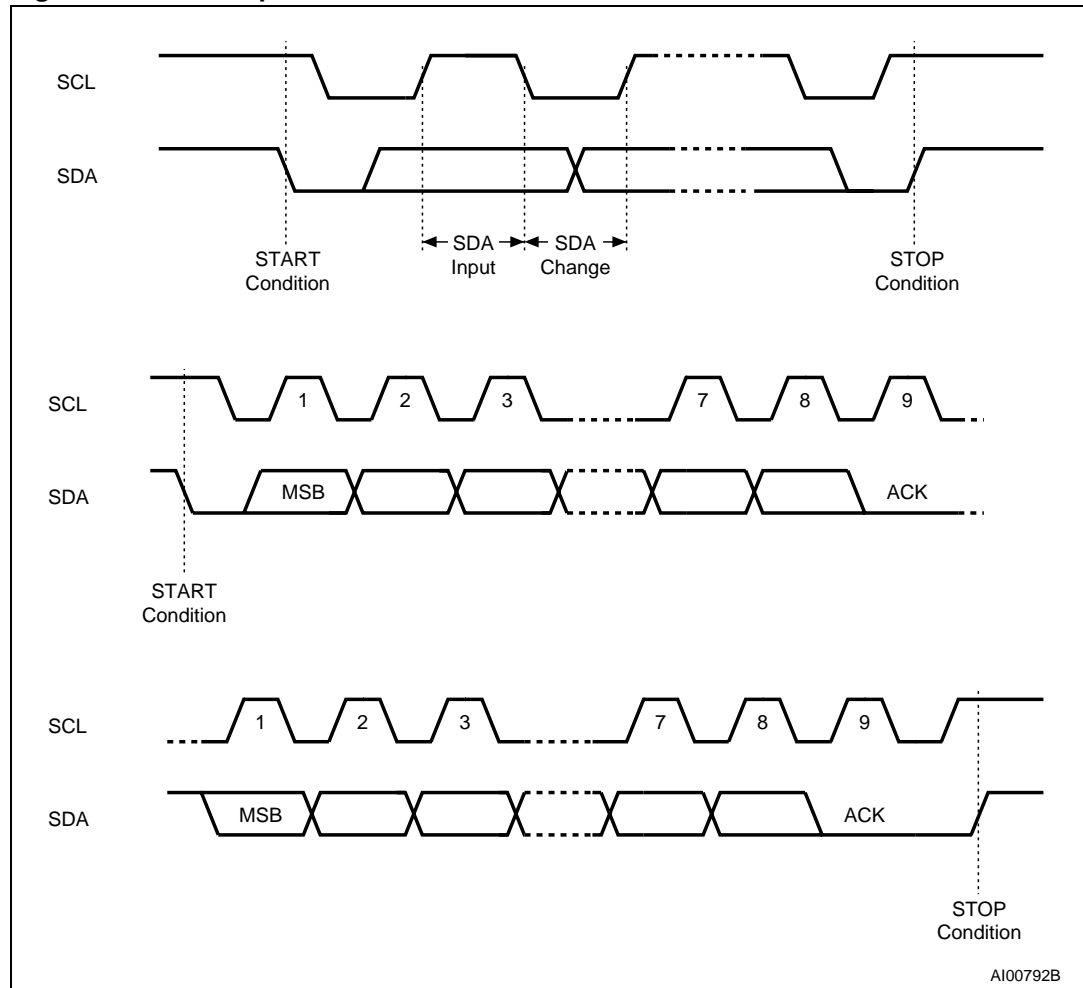 SCL
SDA
START
Condition
SDA
Input
SDA
Change
STOP
Condition
SCL
1 2 3 7 8 9
SDA
MSB
ACK
START
Condition
SCL
1 2 3 7 8 9
SDA
MSB
ACK
STOP
Condition
AI00792B